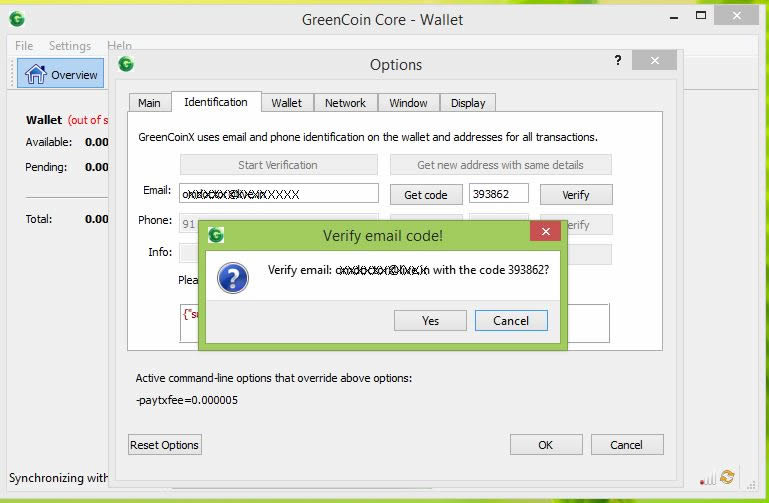 GreenCoin Core - Wallet
File Settings Help
Options
Overview
Main Identification Wallet Network Window Display
Wallet (out of s
GreenCoinX uses email and phone identification on the wallet and addresses for all transactions.
Available: 0.00
Start Verification Get new address with same details
Pending: 0.00
Email: Get code 393862 Verify
Phone: 91 erify
Total: 0.00
Verify email code!
Info:
Verify email: with the code 393862?
Plea
{"su
Yes Cancel
Active command-line options that override above options:
-paytxfee=0.000005
Reset Options OK Cancel
Synchronizing with